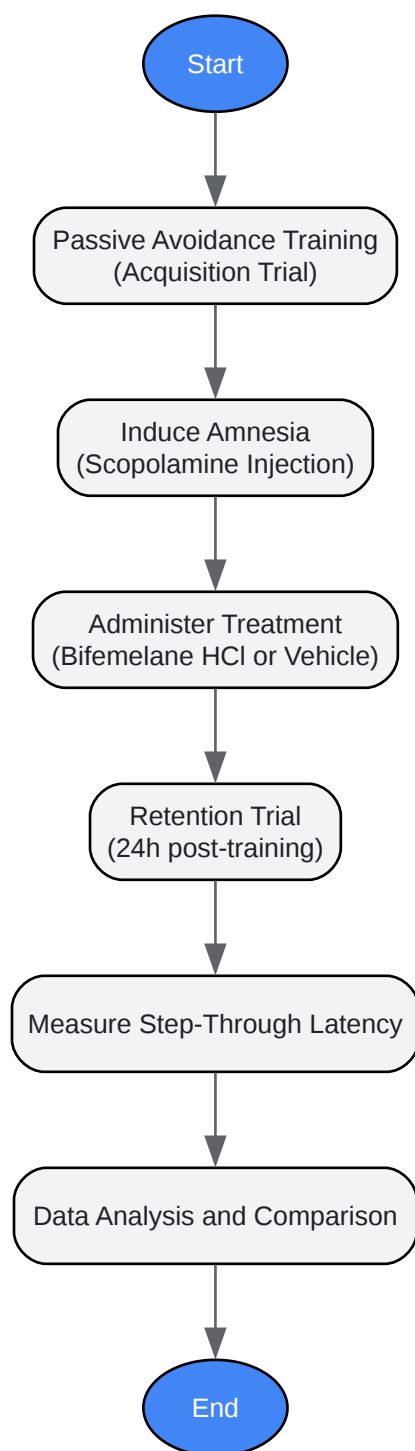 Start
Passive Avoidance Training
(Acquisition Trial)
Induce Amnesia
(Scopolamine Injection)
Administer Treatment
(Bifemelane HCl or Vehicle)
Retention Trial
(24h post-training)
Measure Step-Through Latency
Data Analysis and Comparison
End